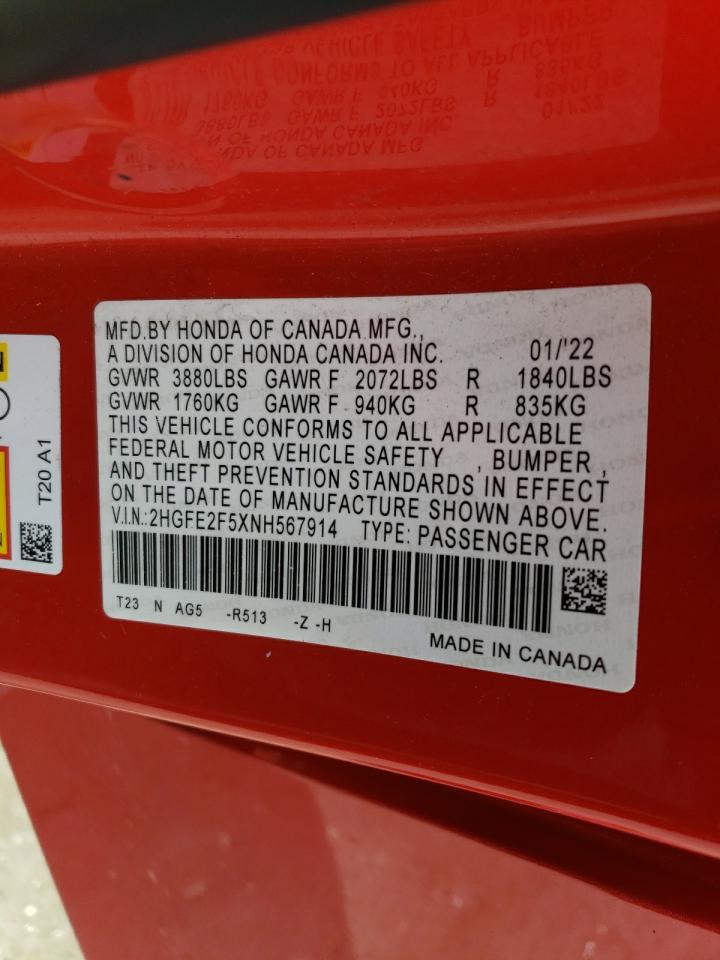 MFD.BY HONDA OF CANADA MFG.,
A DIVISION OF HONDA CANADA INC. 01/'22
GVWR 3880LBS GAWR F 2072LBS R 1840LBS
GVWR 1760KG GAWR F 940KG R 835KG
THIS VEHICLE CONFORMS TO ALL APPLICABLE
FEDERAL MOTOR VEHICLE SAFETY , BUMPER ,
AND THEFT PREVENTION STANDARDS IN EFFECT
ON THE DATE OF MANUFACTURE SHOWN ABOVE.
V.I.N.:2HGFE2F5XNH567914 TYPE: PASSENGER CAR
T23 N AG5 -R513 -Z -H
MADE IN CANADA
T20 A1